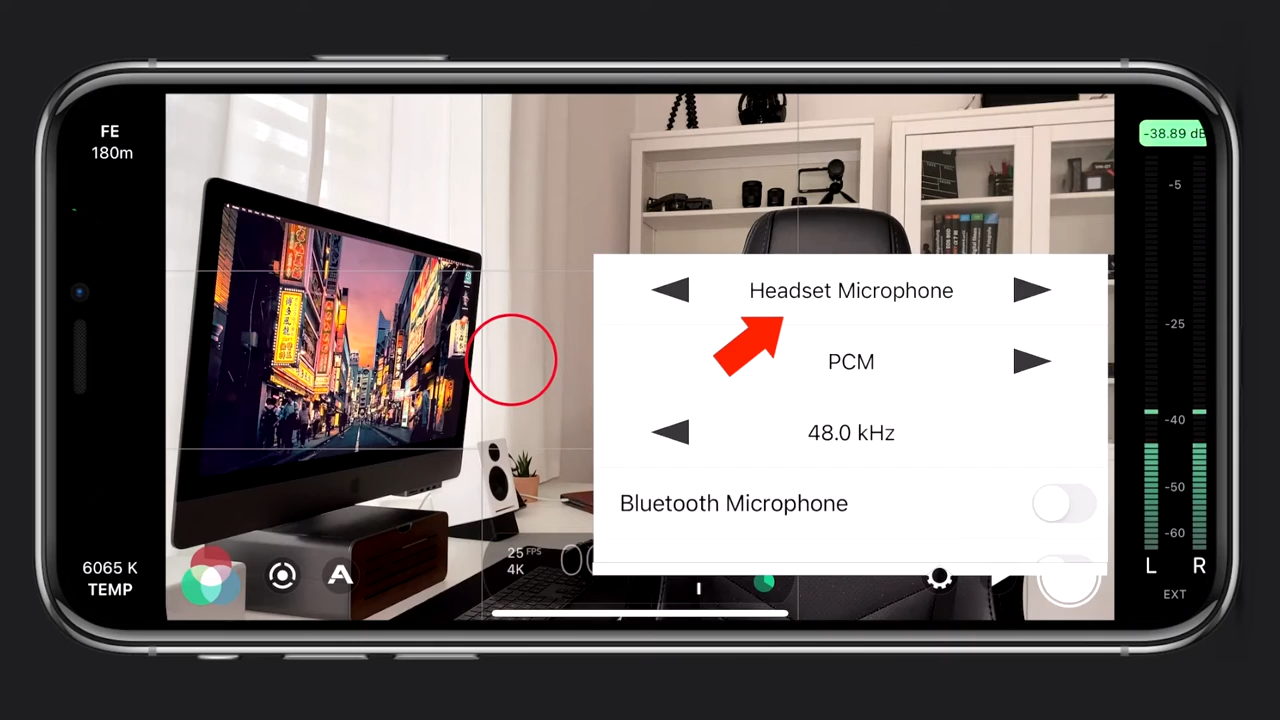 FE
180m
-38.89 dB
-5
Headset Microphone
-25
PCM
-40
48.0 kHz
-50
Bluetooth Microphone
-60
25 FPS
4K
6065 K
TEMP
L R
EXT